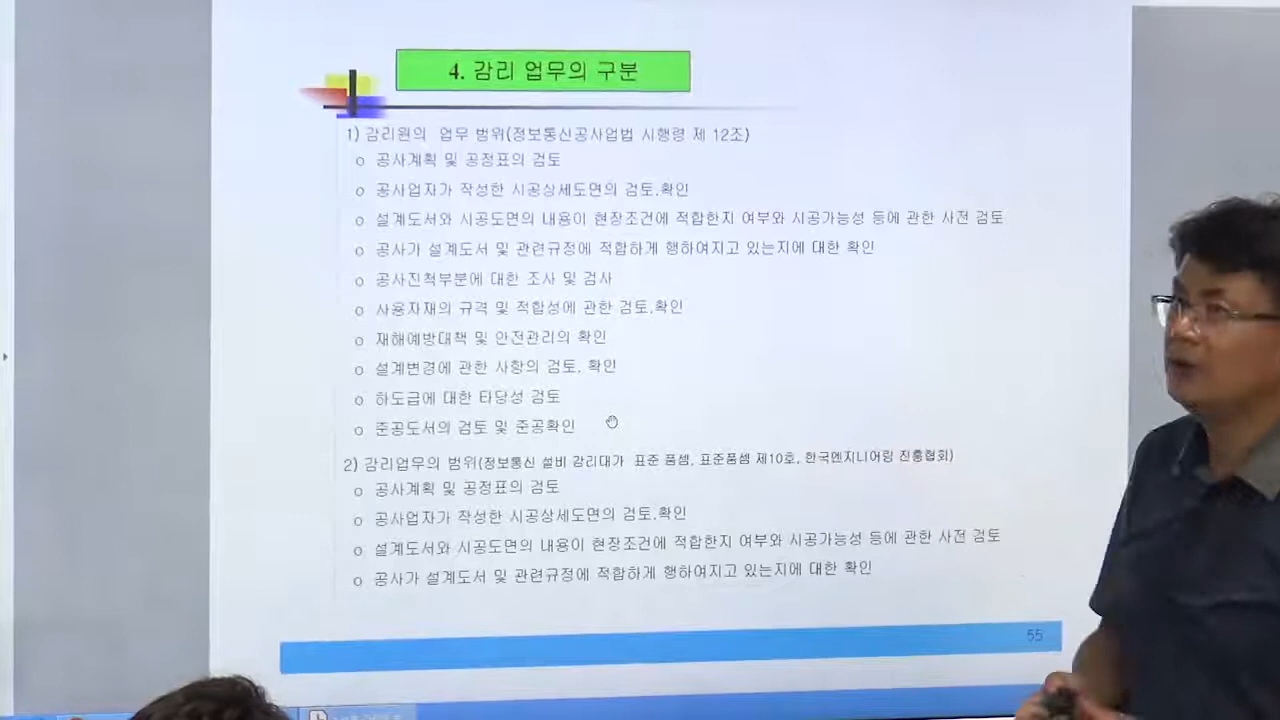 4. 감리 업무의 구분
1) 감리원의 업무 범위(정보통신공사업법 시행령 제 12조)
o 공사계획 및 공정표의 검토
o 공사업자가 작성한 시공상세도면의 검토.확인
o 설계도서와 시공도면의 내용이 현장조건에 적합한지 여부와 시공가능성 등에 관한 사전 검토
o 공사가 설계도서 및 관련규정에 적합하게 행하여지고 있는지에 대한 확인
o 공사진척부분에 대한 조사 및 검사
o 사용자재의 규격 및 적합성에 관한 검토.확인
o 재해예방대책 및 안전관리의 확인
o 설계변경에 관한 사항의 검토, 확인
o 하도급에 대한 타당성 검토
o 준공도서의 검토 및 준공확인
2) 감리업무의 범위(정보통신 설비 감리대가 표준 품셈, 표준품셈 제10호, 한국엔지니어링 진흥협회)
o 공사계획 및 공정표의 검토
o 공사업자가 작성한 시공상세도면의 검토.확인
o 설계도서와 시공도면의 내용이 현장조건에 적합한지 여부와 시공가능성 등에 관한 사전 검토
o 공사가 설계도서 및 관련규정에 적합하게 행하여지고 있는지에 대한 확인
55